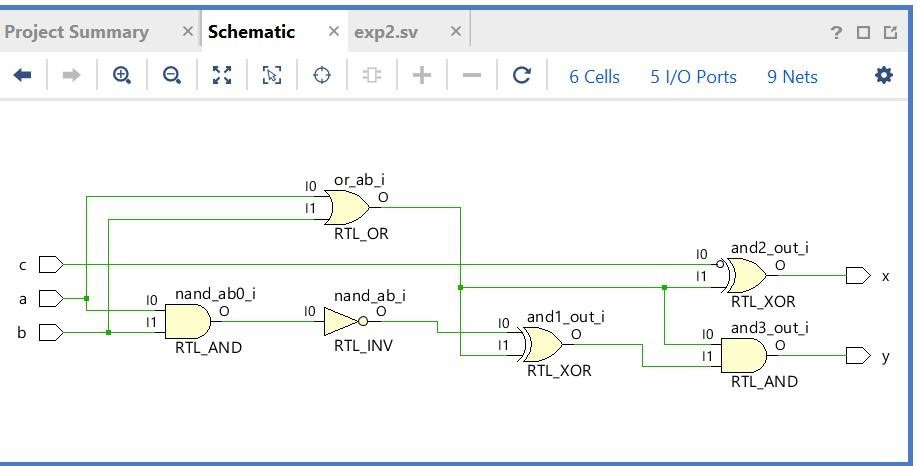 Project Summary × Schematic × exp2.sv × ?
6 Cells 5 I/O Ports 9 Nets
or_ab_i
I0 O
I1
RTL_OR
and2_out_i
I0 O
I1
RTL_XOR
c
a
b
x
nand_ab0_i
I0 O
I1
RTL_AND
nand_ab_i
I0 O
RTL_INV
and1_out_i
I0 O
I1
RTL_XOR
and3_out_i
I0 O
I1
RTL_AND
y